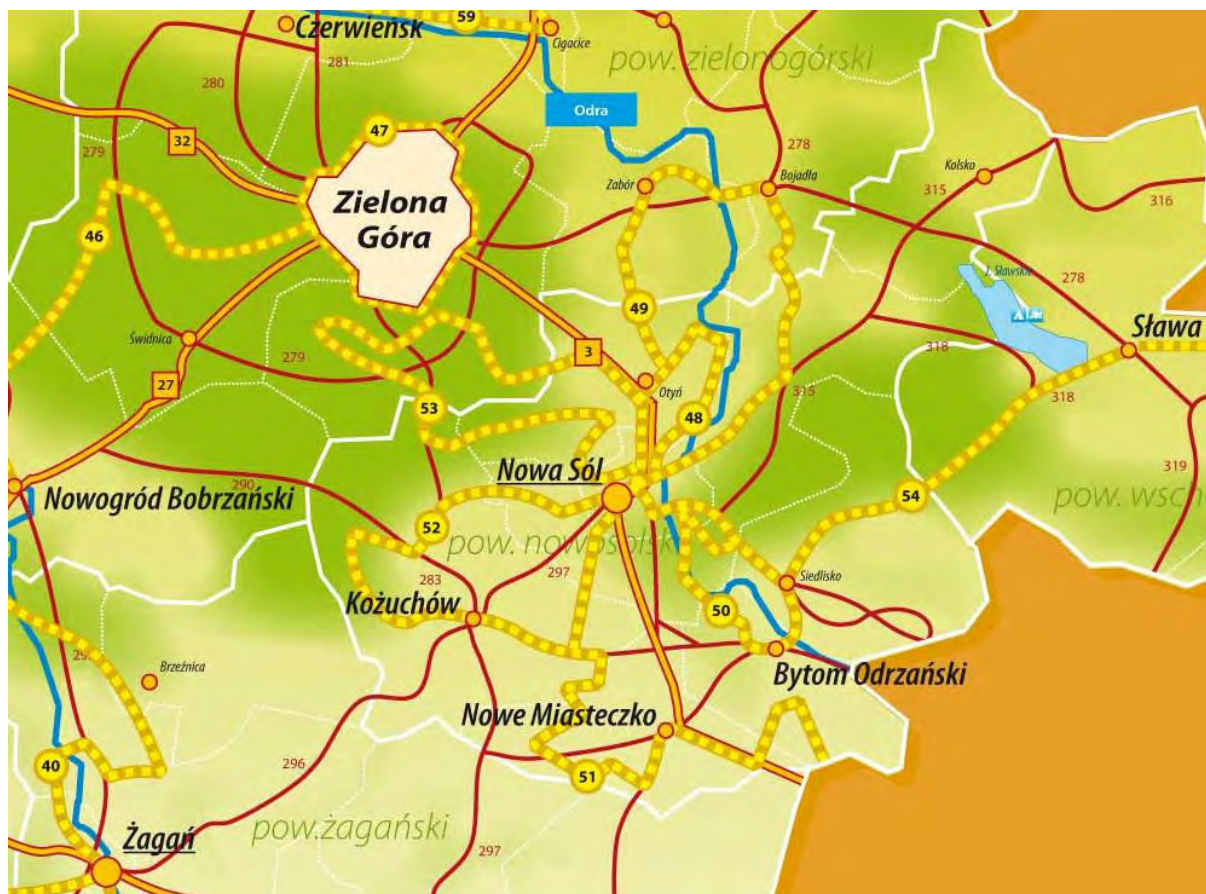 59
Czerwieńsk
Cigacice
pow. zielonogórski
281
280
Odra
47
32
278
279
Kolsko
315
Zabór
Bojadła
316
Zielona
Góra
46
J. Sławskie
278
49
Świdnica
3
Sława
318
279
27
Otyń
315
318
53
48
319
Nowa Sól
290
Nowogród Bobrzański
54
pow. wsch
52
pow. nowosolski
297
283
Siedlisko
Kożuchów
50
Brzeźnica
Bytom Odrzański
Nowe Miasteczko
40
296
51
pow.żagański
Żagań
297